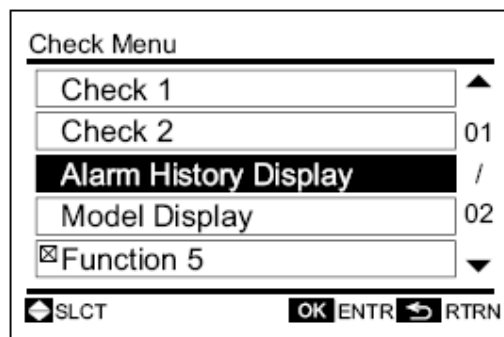 Check Menu
Check 1
Check 2
01
Alarm History Display
/
Model Display
02
Function 5
SLCT OK ENTR RTRN